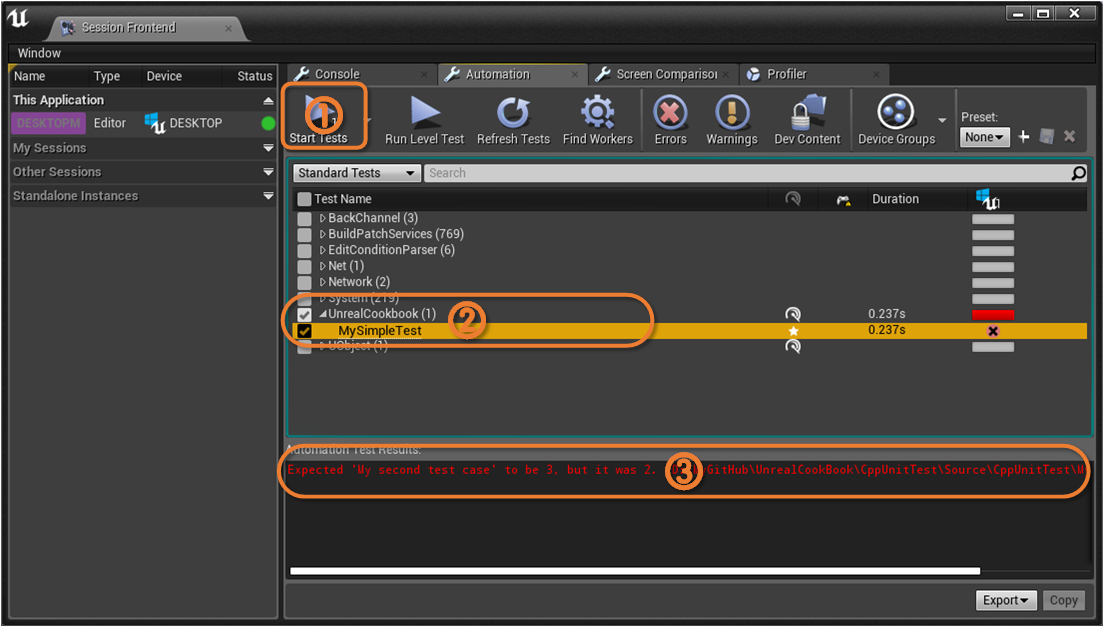 Session Frontend
Window
Name Type Device Status
This Application
DESKTOPM Editor DESKTOP
My Sessions
Other Sessions
Standalone Instances
Console Automation Screen Comparison Profiler
① Start Tests Run Level Test Refresh Tests Find Workers Errors Warnings Dev Content Device Groups
Preset:
None
Standard Tests Search
Test Name Duration
BackChannel (3)
BuildPatchServices (769)
EditConditionParser (6)
Net (1)
Network (2)
System (219)
UnrealCookbook (1) ② 0.237s
MySimpleTest 0.237s
UObject (1)
Automation Test Results:
Expected 'My second test case' to be 3, but it was 2. ③ GitHub\UnrealCookBook\CppUnitTest\Source\CppUnitTest\
Export Copy